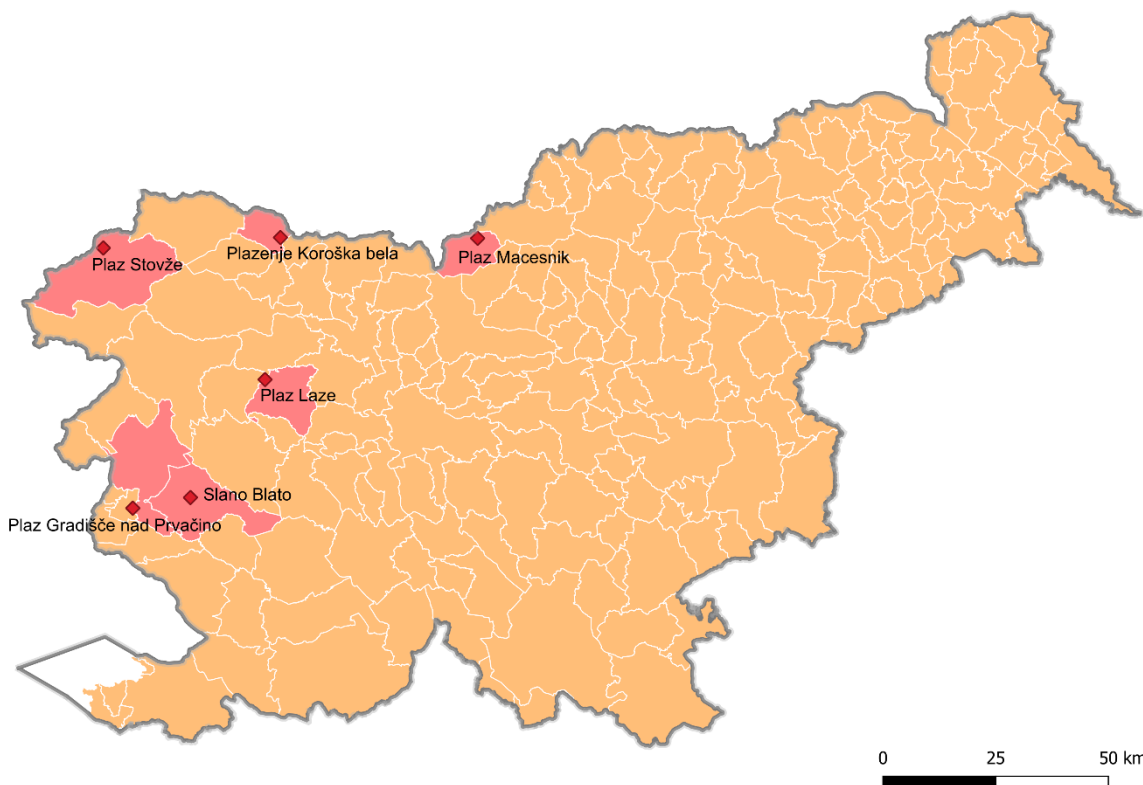 Plaz Stovže
Plazenje Koroška bela
Plaz Macesnik
Plaz Laze
Slano Blato
Plaz Gradišče nad Prvačino
0 25 50 km